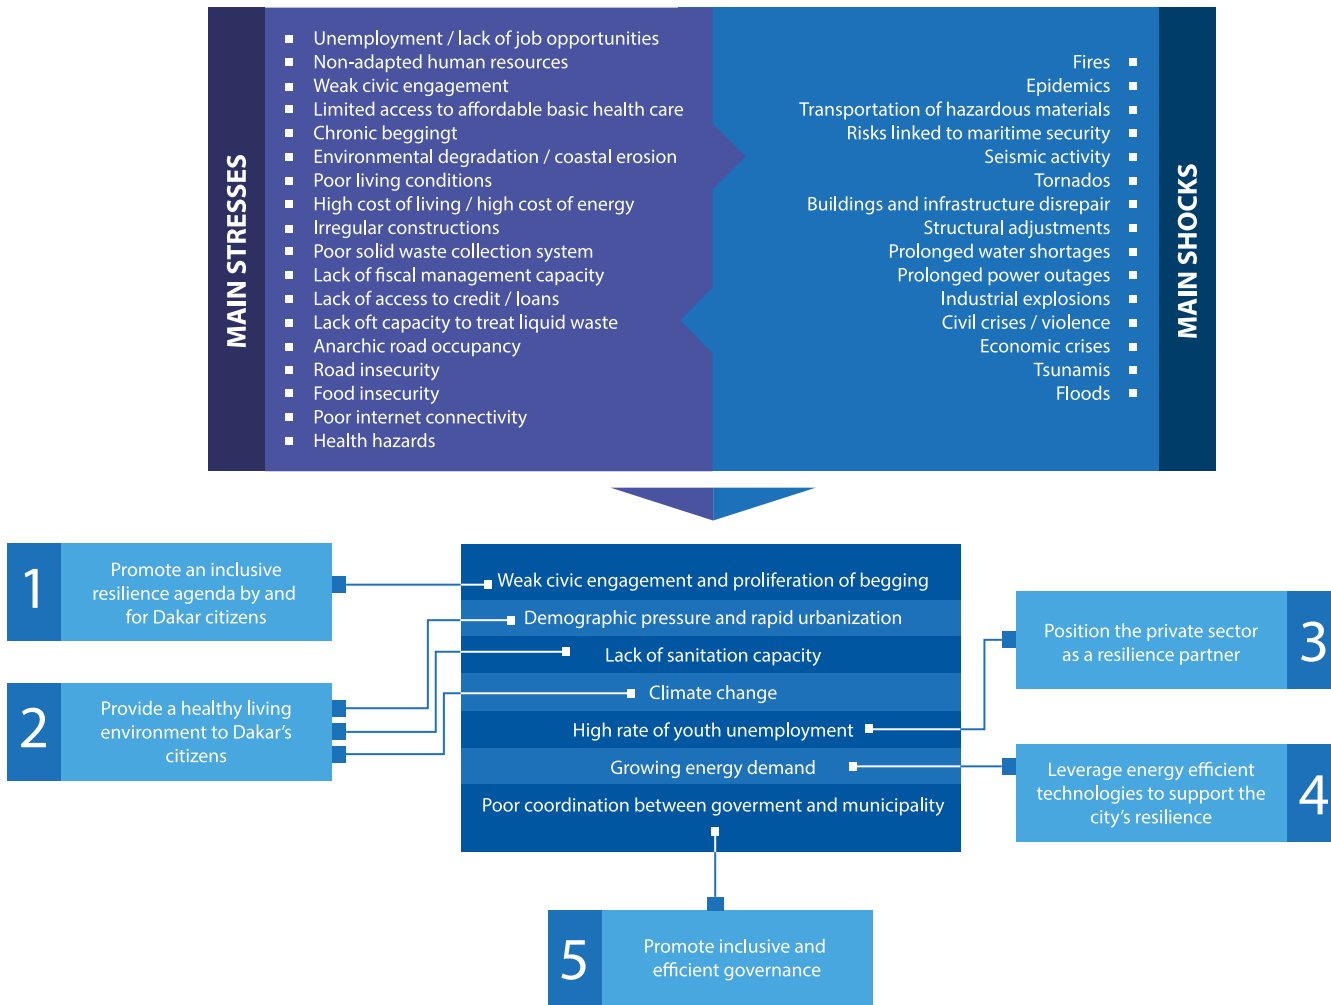 MAIN STRESSES
Unemployment / lack of job opportunities
Non-adapted human resources
Weak civic engagement
Limited access to affordable basic health care
Chronic beggingt
Environmental degradation / coastal erosion
Poor living conditions
High cost of living / high cost of energy
Irregular constructions
Poor solid waste collection system
Lack of fiscal management capacity
Lack of access to credit / loans
Lack oft capacity to treat liquid waste
Anarchic road occupancy
Road insecurity
Food insecurity
Poor internet connectivity
Health hazards
MAIN SHOCKS
Fires
Epidemics
Transportation of hazardous materials
Risks linked to maritime security
Seismic activity
Tornados
Buildings and infrastructure disrepair
Structural adjustments
Prolonged water shortages
Prolonged power outages
Industrial explosions
Civil crises / violence
Economic crises
Tsunamis
Floods
1
Promote an inclusive
resilience agenda by and
for Dakar citizens
2
Provide a healthy living
environment to Dakar's
citizens
Weak civic engagement and proliferation of begging
Demographic pressure and rapid urbanization
Lack of sanitation capacity
Climate change
High rate of youth unemployment
Growing energy demand
Poor coordination between goverment and municipality
Position the private sector
as a resilience partner
3
Leverage energy efficient
technologies to support the
city's resilience
4
5
Promote inclusive and
efficient governance